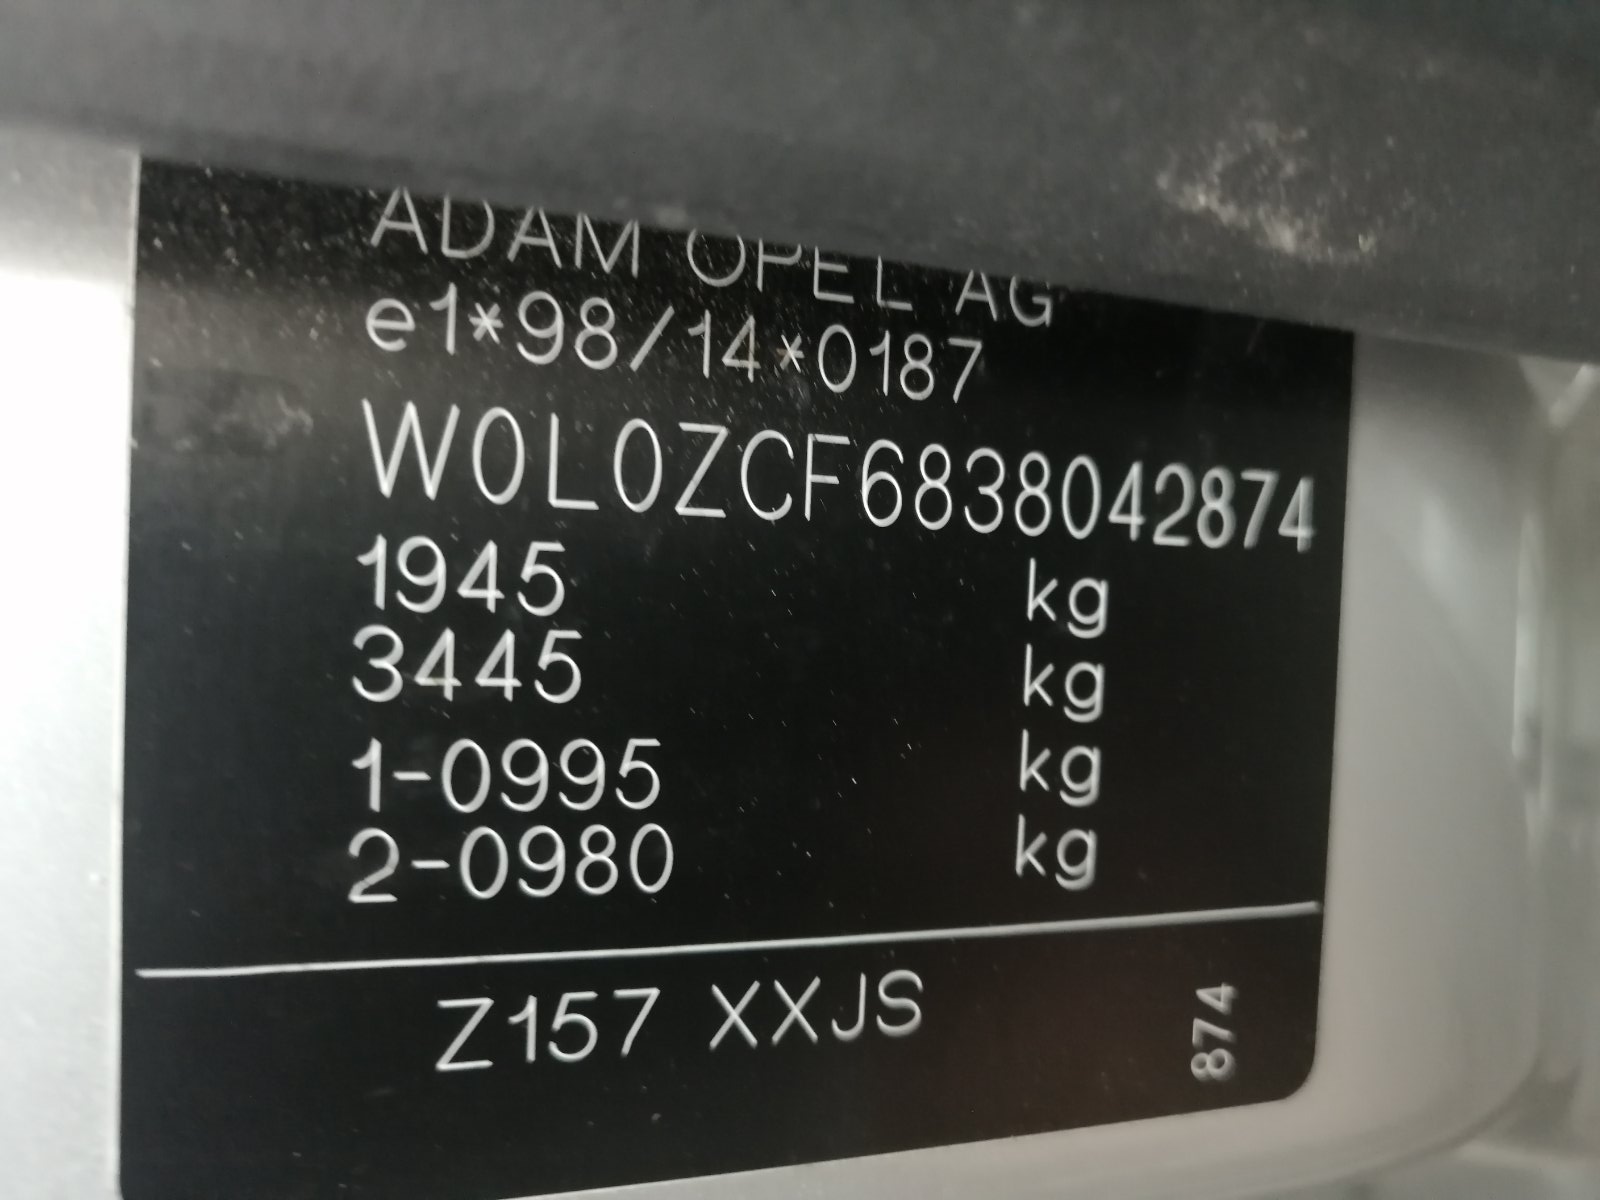 ADAM OPEL AG
e1*98/14*0187
W0L0ZCF6838042874
1945 kg
3445 kg
1-0995 kg
2-0980 kg
Z157 XXJS
874